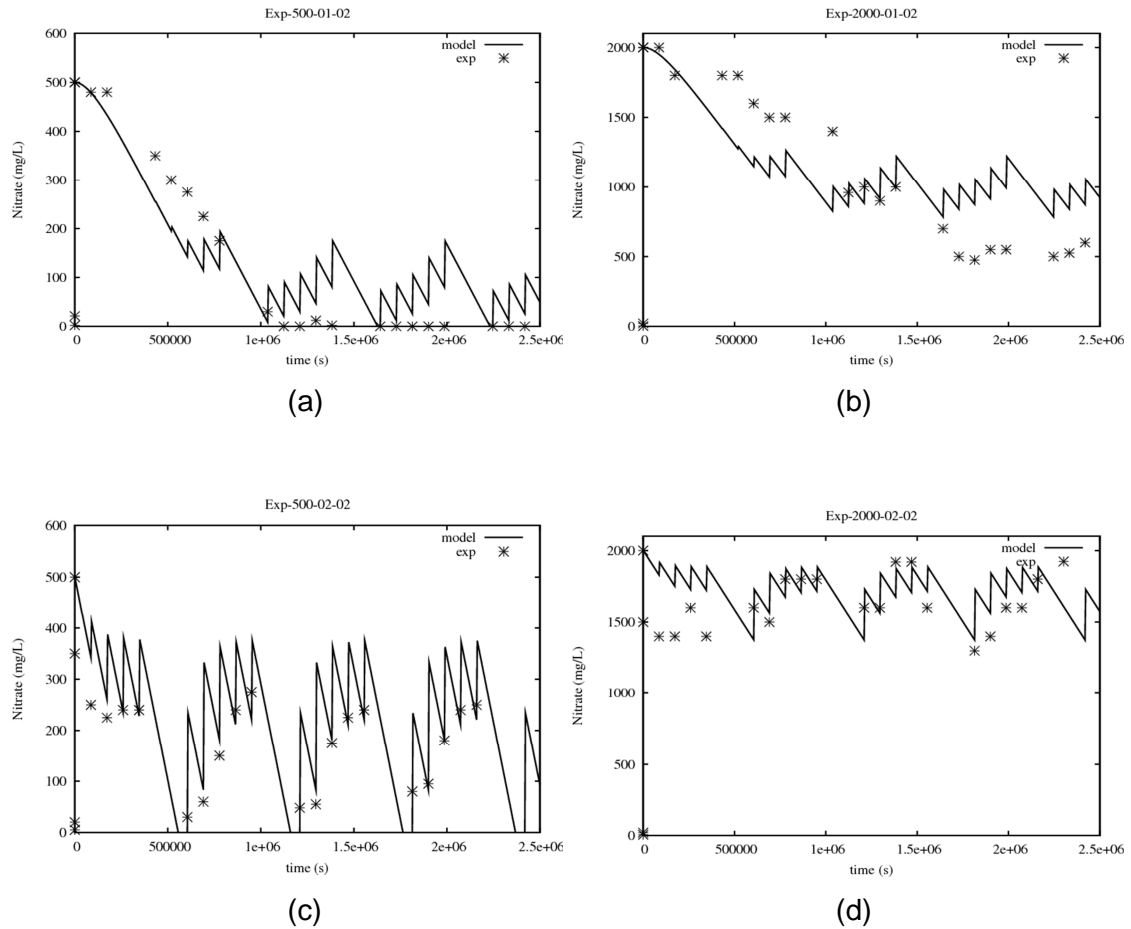 Exp-500-01-02
600
500
400
300
200
100
0
Nitrate (mg/L)
model
exp
0 500000 1e+06 1.5e+06 2e+06 2.5e+06
time (s)
(a)
Exp-2000-01-02
2000
1500
1000
500
0
Nitrate (mg/L)
model
exp
0 500000 1e+06 1.5e+06 2e+06 2.5e+06
time (s)
(b)
Exp-500-02-02
600
500
400
300
200
100
0
Nitrate (mg/L)
model
exp
0 500000 1e+06 1.5e+06 2e+06 2.5e+06
time (s)
(c)
Exp-2000-02-02
2000
1500
1000
500
0
Nitrate (mg/L)
model
exp
0 500000 1e+06 1.5e+06 2e+06 2.5e+06
time (s)
(d)